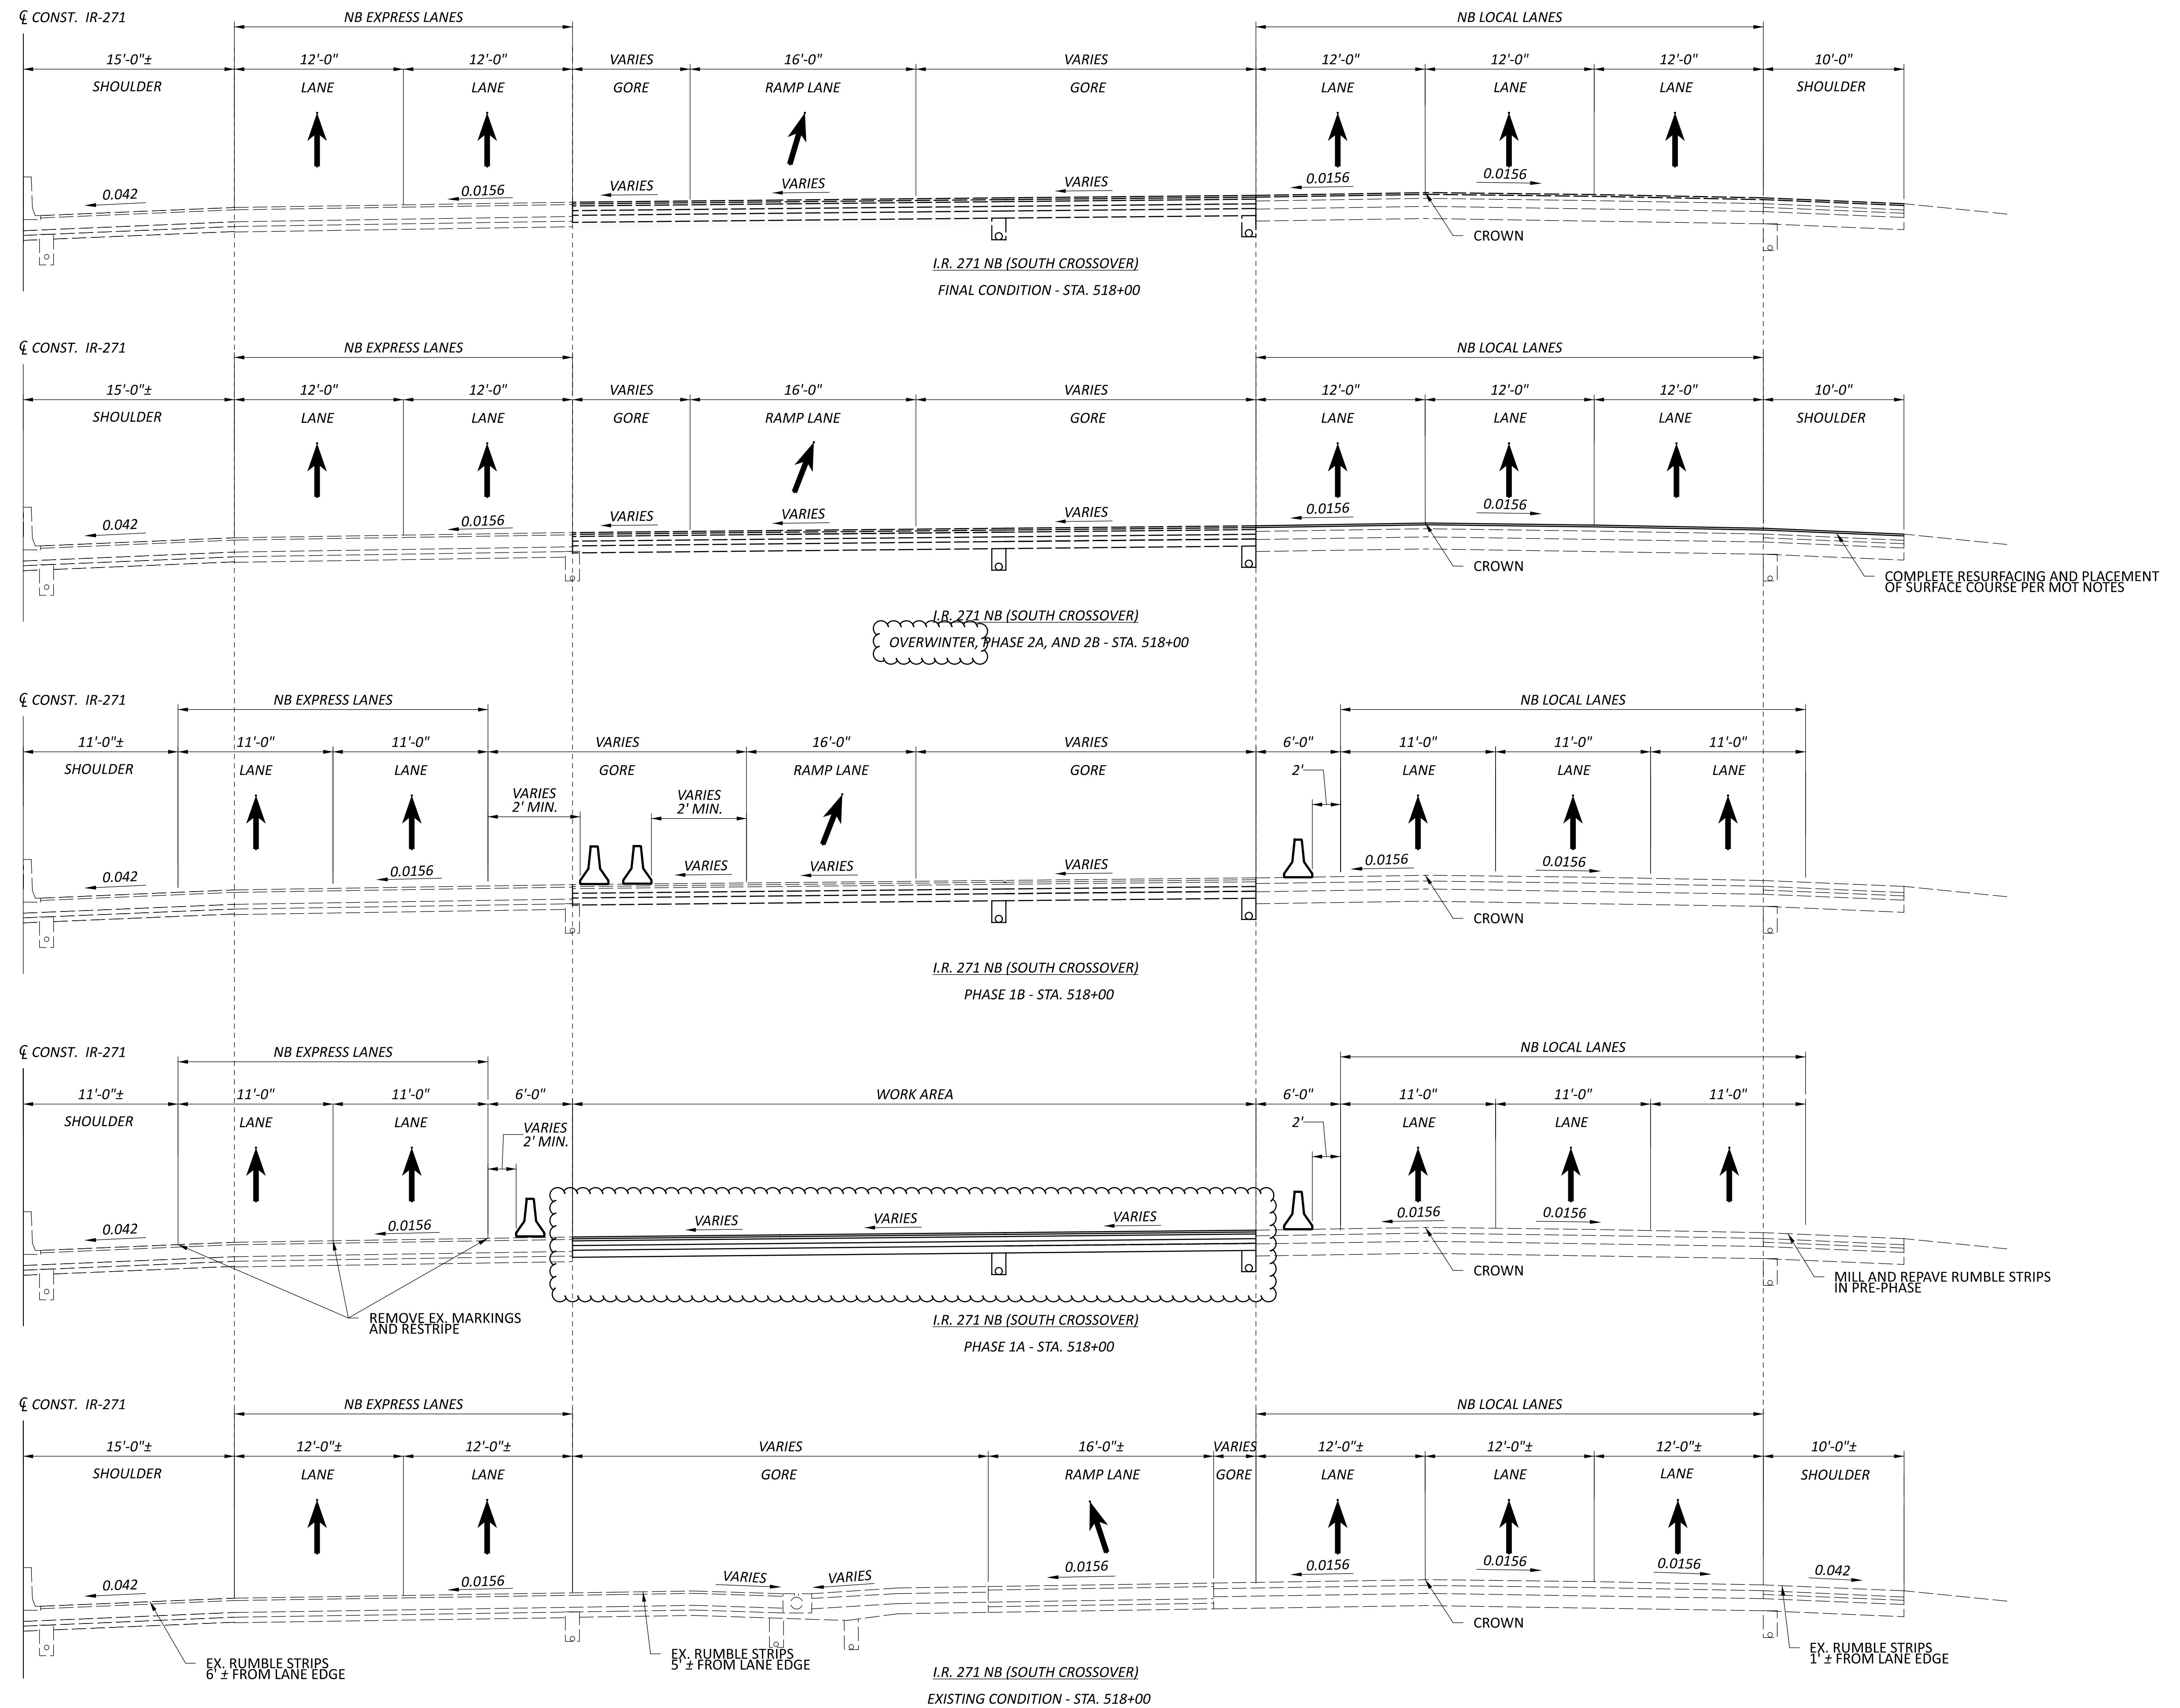 ℄ CONST. IR-271
NB EXPRESS LANES
NB LOCAL LANES
15'-0"±
12'-0"
12'-0"
VARIES
16'-0"
VARIES
12'-0"
12'-0"
12'-0"
10'-0"
SHOULDER
LANE
LANE
GORE
RAMP LANE
GORE
LANE
LANE
LANE
SHOULDER
0.042
0.0156
VARIES
VARIES
VARIES
0.0156
0.0156
CROWN
I.R. 271 NB (SOUTH CROSSOVER)
FINAL CONDITION - STA. 518+00
℄ CONST. IR-271
NB EXPRESS LANES
NB LOCAL LANES
15'-0"±
12'-0"
12'-0"
VARIES
16'-0"
VARIES
12'-0"
12'-0"
12'-0"
10'-0"
SHOULDER
LANE
LANE
GORE
RAMP LANE
GORE
LANE
LANE
LANE
SHOULDER
0.042
0.0156
VARIES
VARIES
VARIES
0.0156
0.0156
CROWN
COMPLETE RESURFACING AND PLACEMENT
OF SURFACE COURSE PER MOT NOTES
I.R. 271 NB (SOUTH CROSSOVER)
OVERWINTER, PHASE 2A, AND 2B - STA. 518+00
℄ CONST. IR-271
NB EXPRESS LANES
NB LOCAL LANES
11'-0"±
11'-0"
11'-0"
VARIES
16'-0"
VARIES
6'-0"
11'-0"
11'-0"
11'-0"
SHOULDER
LANE
LANE
GORE
RAMP LANE
GORE
2'
LANE
LANE
LANE
VARIES
2' MIN.
VARIES
2' MIN.
0.042
0.0156
VARIES
VARIES
VARIES
0.0156
0.0156
CROWN
I.R. 271 NB (SOUTH CROSSOVER)
PHASE 1B - STA. 518+00
℄ CONST. IR-271
NB EXPRESS LANES
NB LOCAL LANES
11'-0"±
11'-0"
11'-0"
6'-0"
WORK AREA
6'-0"
11'-0"
11'-0"
11'-0"
SHOULDER
LANE
LANE
VARIES
2' MIN.
2'
LANE
LANE
0.042
0.0156
VARIES
VARIES
VARIES
0.0156
0.0156
CROWN
MILL AND REPAVE RUMBLE STRIPS
IN PRE-PHASE
REMOVE EX. MARKINGS
AND RESTRIPE
I.R. 271 NB (SOUTH CROSSOVER)
PHASE 1A - STA. 518+00
℄ CONST. IR-271
NB EXPRESS LANES
NB LOCAL LANES
15'-0"±
12'-0"±
12'-0"±
VARIES
16'-0"±
VARIES
12'-0"±
12'-0"±
12'-0"±
10'-0"±
SHOULDER
LANE
LANE
GORE
RAMP LANE
GORE
LANE
LANE
LANE
SHOULDER
0.042
0.0156
VARIES
VARIES
0.0156
0.0156
0.0156
0.0156
0.042
CROWN
EX. RUMBLE STRIPS
6' ± FROM LANE EDGE
EX. RUMBLE STRIPS
5' ± FROM LANE EDGE
EX. RUMBLE STRIPS
1' ± FROM LANE EDGE
I.R. 271 NB (SOUTH CROSSOVER)
EXISTING CONDITION - STA. 518+00